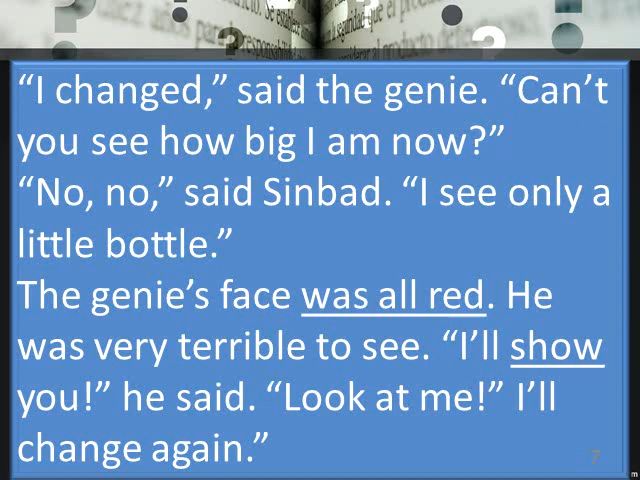 “I changed,” said the genie. “Can’t
you see how big I am now?”
“No, no,” said Sinbad. “I see only a
little bottle.”
The genie’s face was all red. He
was very terrible to see. “I’ll show
you!” he said. “Look at me!” I’ll
change again.”
7
m